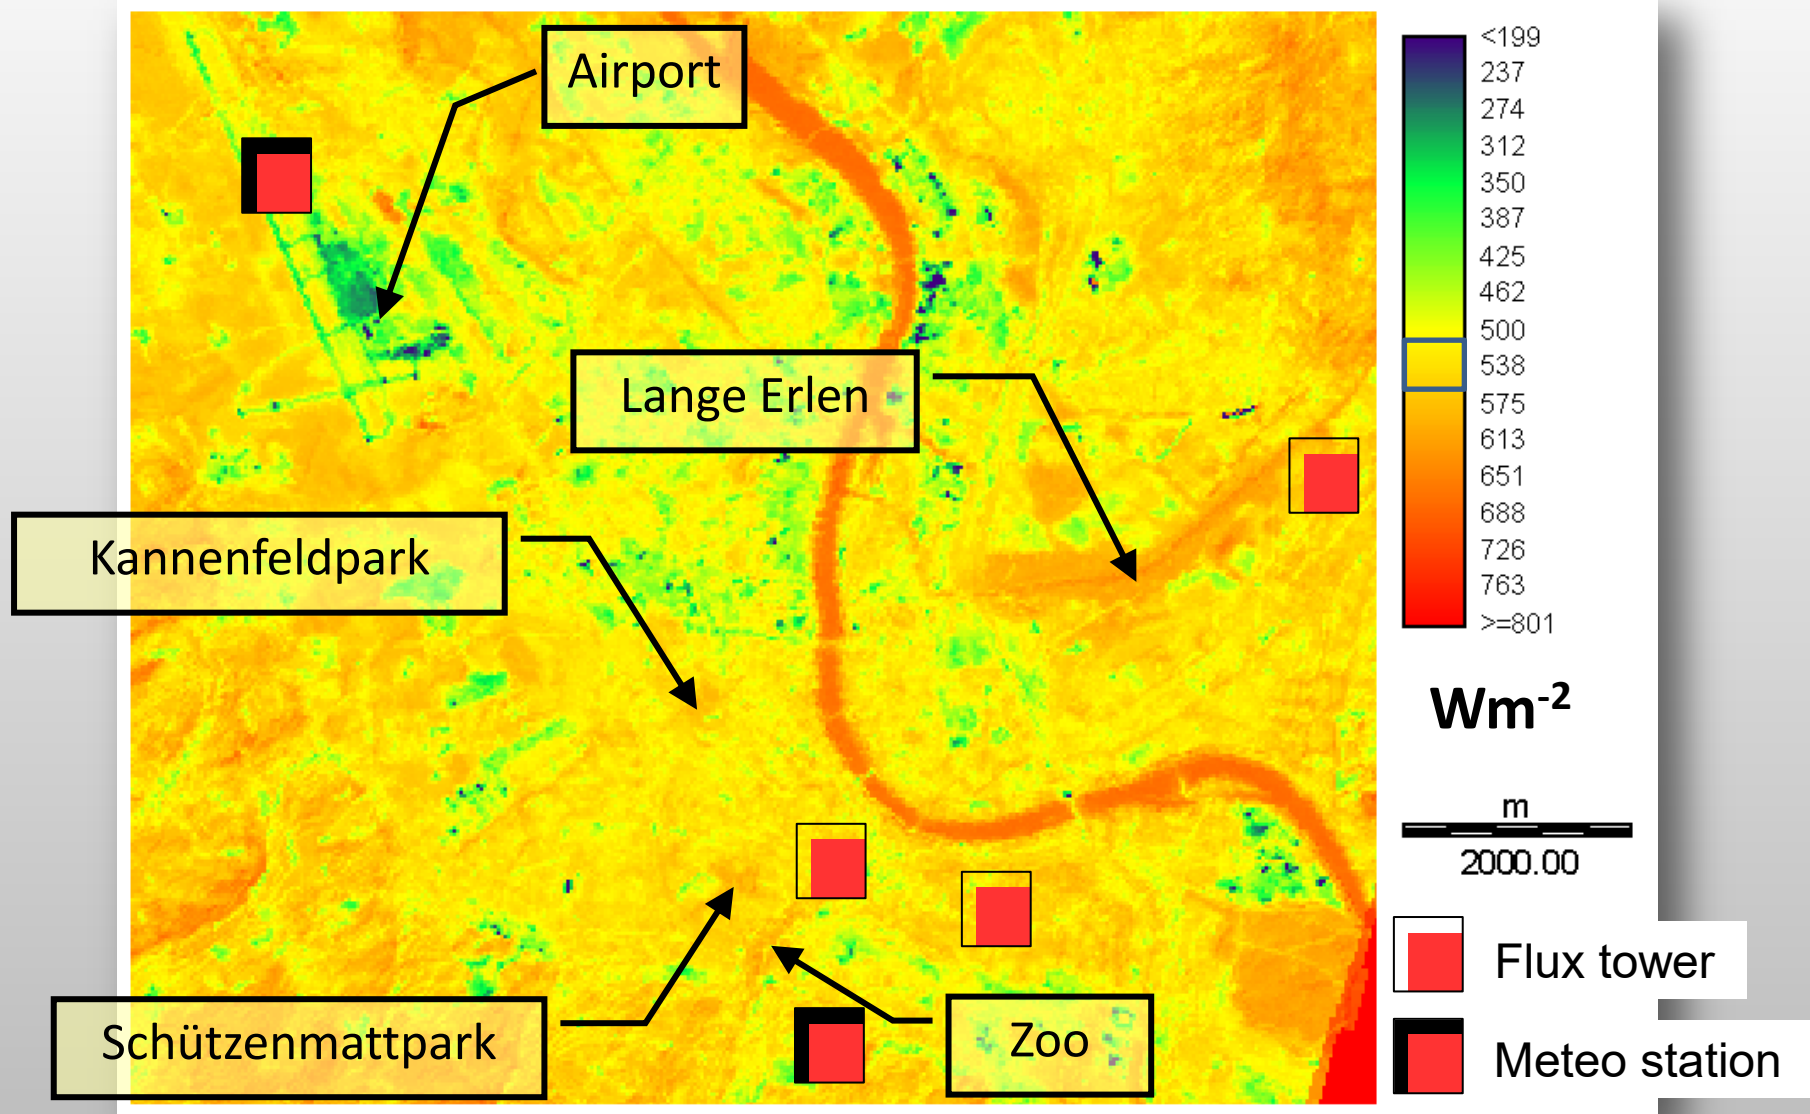 Airport
Lange Erlen
Kannenfeldpark
Schützenmattpark
Zoo
<199
237
274
312
350
387
425
462
500
538
575
613
651
688
726
763
>=801
Wm-2
m
2000.00
Flux tower
Meteo station